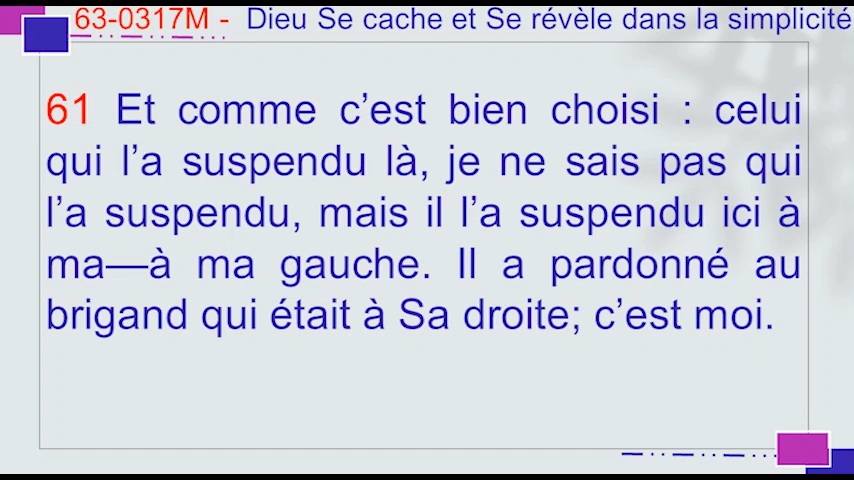 63-0317M - Dieu Se cache et Se révèle dans la simplicité
61 Et comme c’est bien choisi : celui
qui l’a suspendu là, je ne sais pas qui
l’a suspendu, mais il l’a suspendu ici à
ma—à ma gauche. Il a pardonné au
brigand qui était à Sa droite; c’est moi.